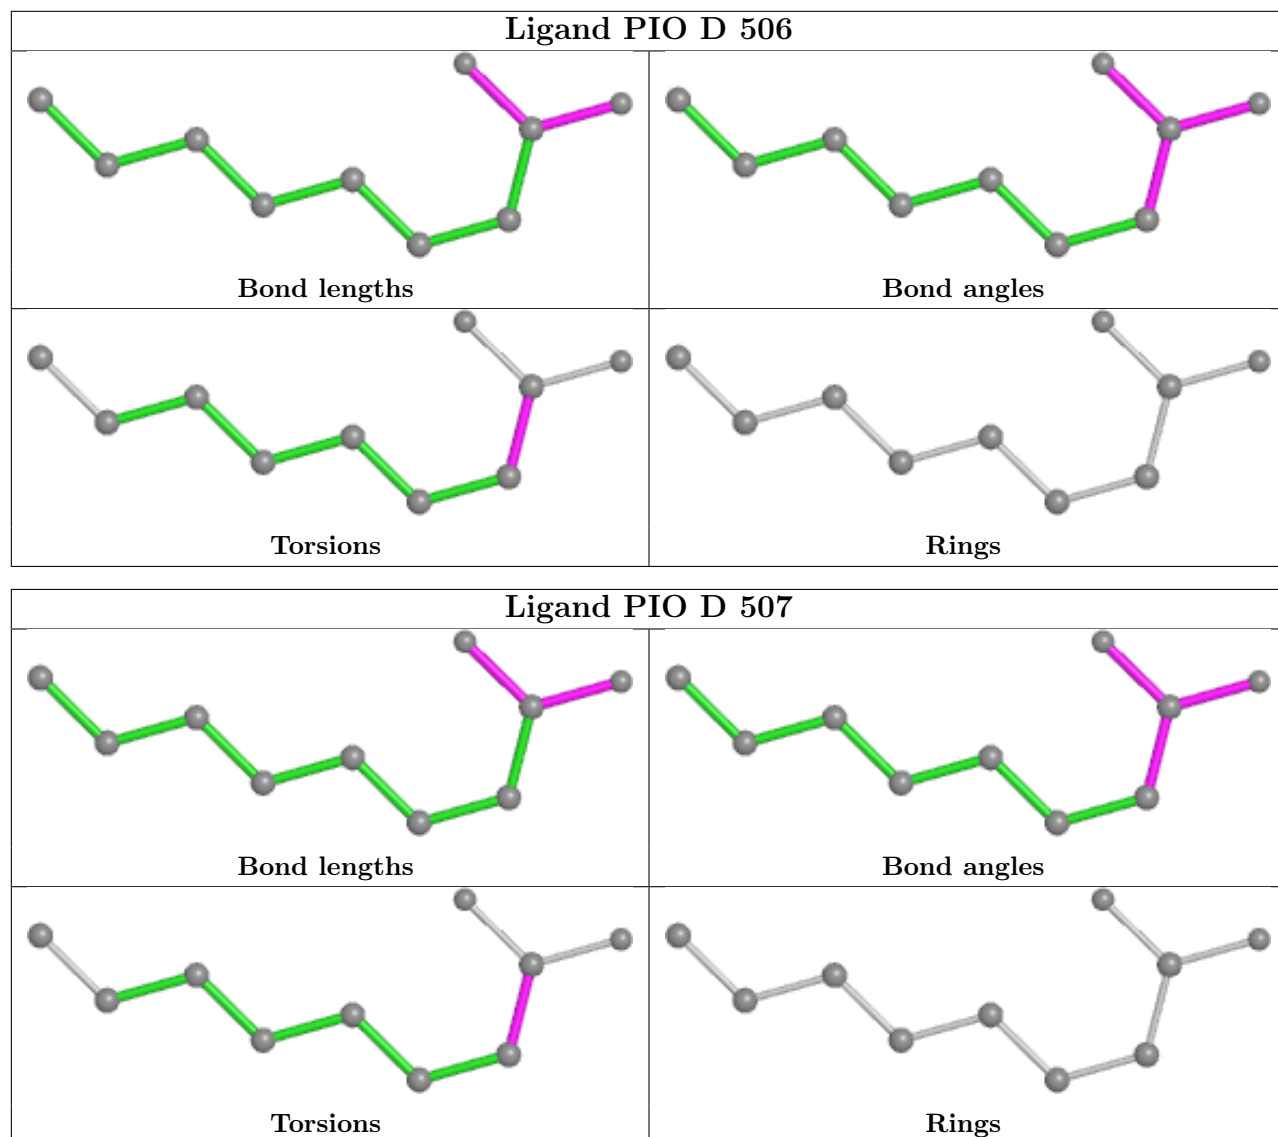 Ligand PIO D 506
Bond lengths
Bond angles
Torsions
Rings
Ligand PIO D 507
Bond lengths
Bond angles
Torsions
Rings